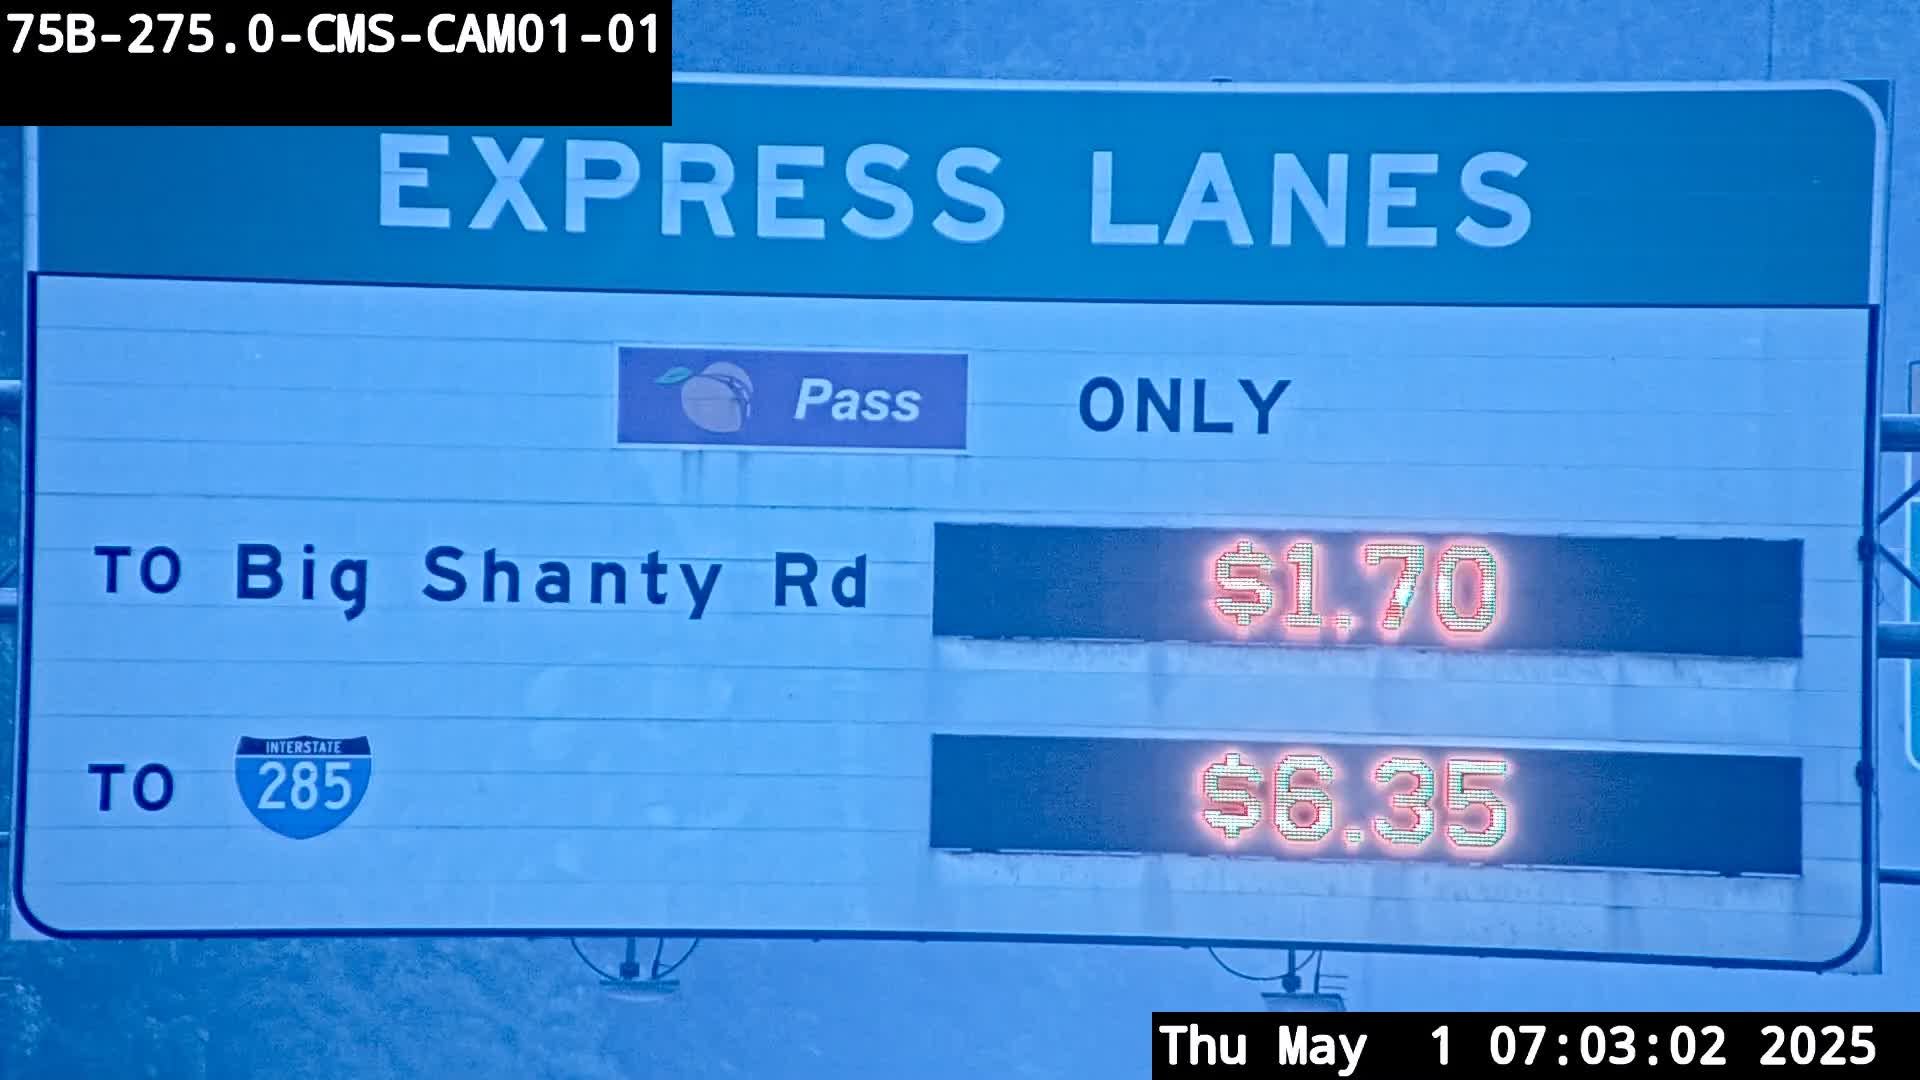 75B-275.0-CMS-CAM01-01
EXPRESS LANES
Pass ONLY
TO Big Shanty Rd $1.70
TO INTERSTATE 285 $6.35
Thu May 1 07:03:02 2025